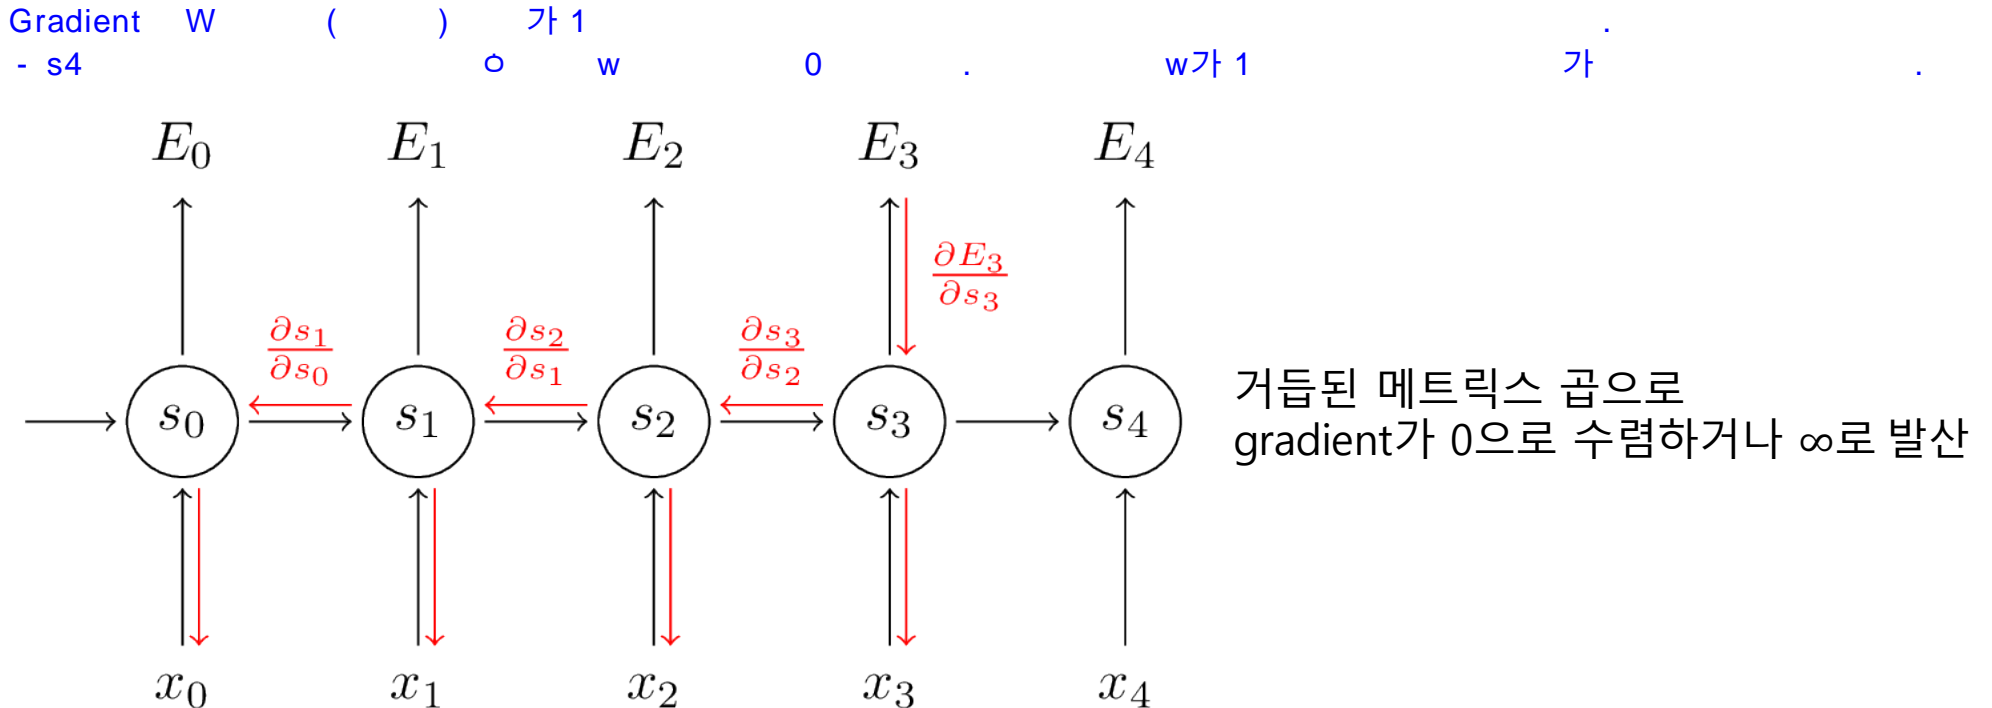 Gradient W ( ) 가 1 .
- s4 ㅇ w 0 . w가 1 가 .
E₀ E₁ E₂ E₃ E₄
∂E₃/∂s₃
∂s₁/∂s₀ ∂s₂/∂s₁ ∂s₃/∂s₂
s₀ s₁ s₂ s₃ s₄
거듭된 메트릭스 곱으로
gradient가 0으로 수렴하거나 ∞로 발산
x₀ x₁ x₂ x₃ x₄